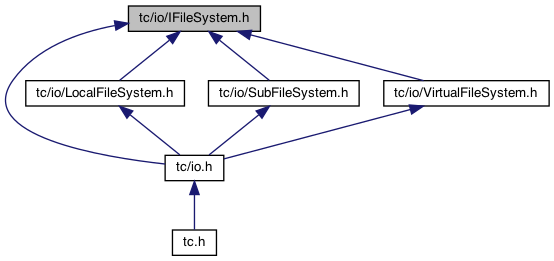 tc/io/IFileSystem.h
tc/io/LocalFileSystem.h
tc/io/SubFileSystem.h
tc/io/VirtualFileSystem.h
tc/io.h
tc.h